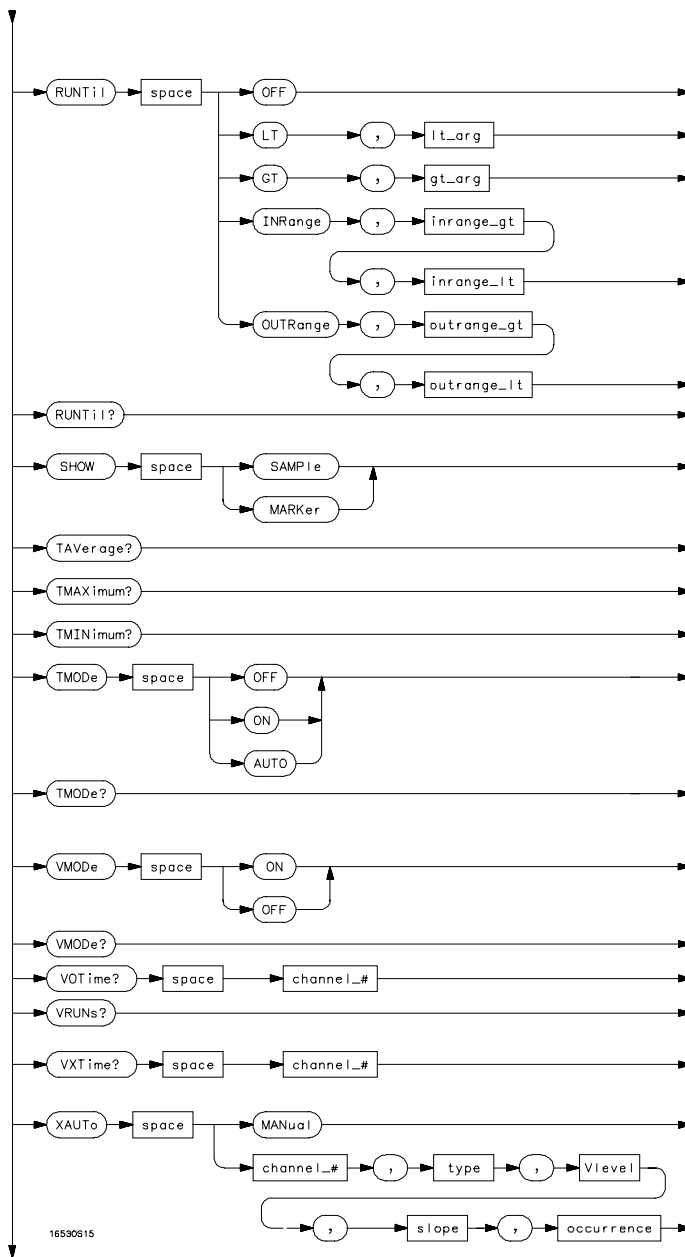 RUNTil space OFF
LT , lt_arg
GT , gt_arg
INRange , inrange_gt
, inrange_lt
OUTRange , outrange_gt
, outrange_lt
RUNTil?
SHOW space SAMPle
MARKer
TAVerage?
TMAXimum?
TMINimum?
TMODe space OFF
ON
AUTO
TMODe?
VMODe space ON
OFF
VMODe?
VOTime? space channel_#
VRUNs?
VXTime? space channel_#
XAUTo space MANual
channel_# , type , Vlevel
, slope , occurrence
16530S15